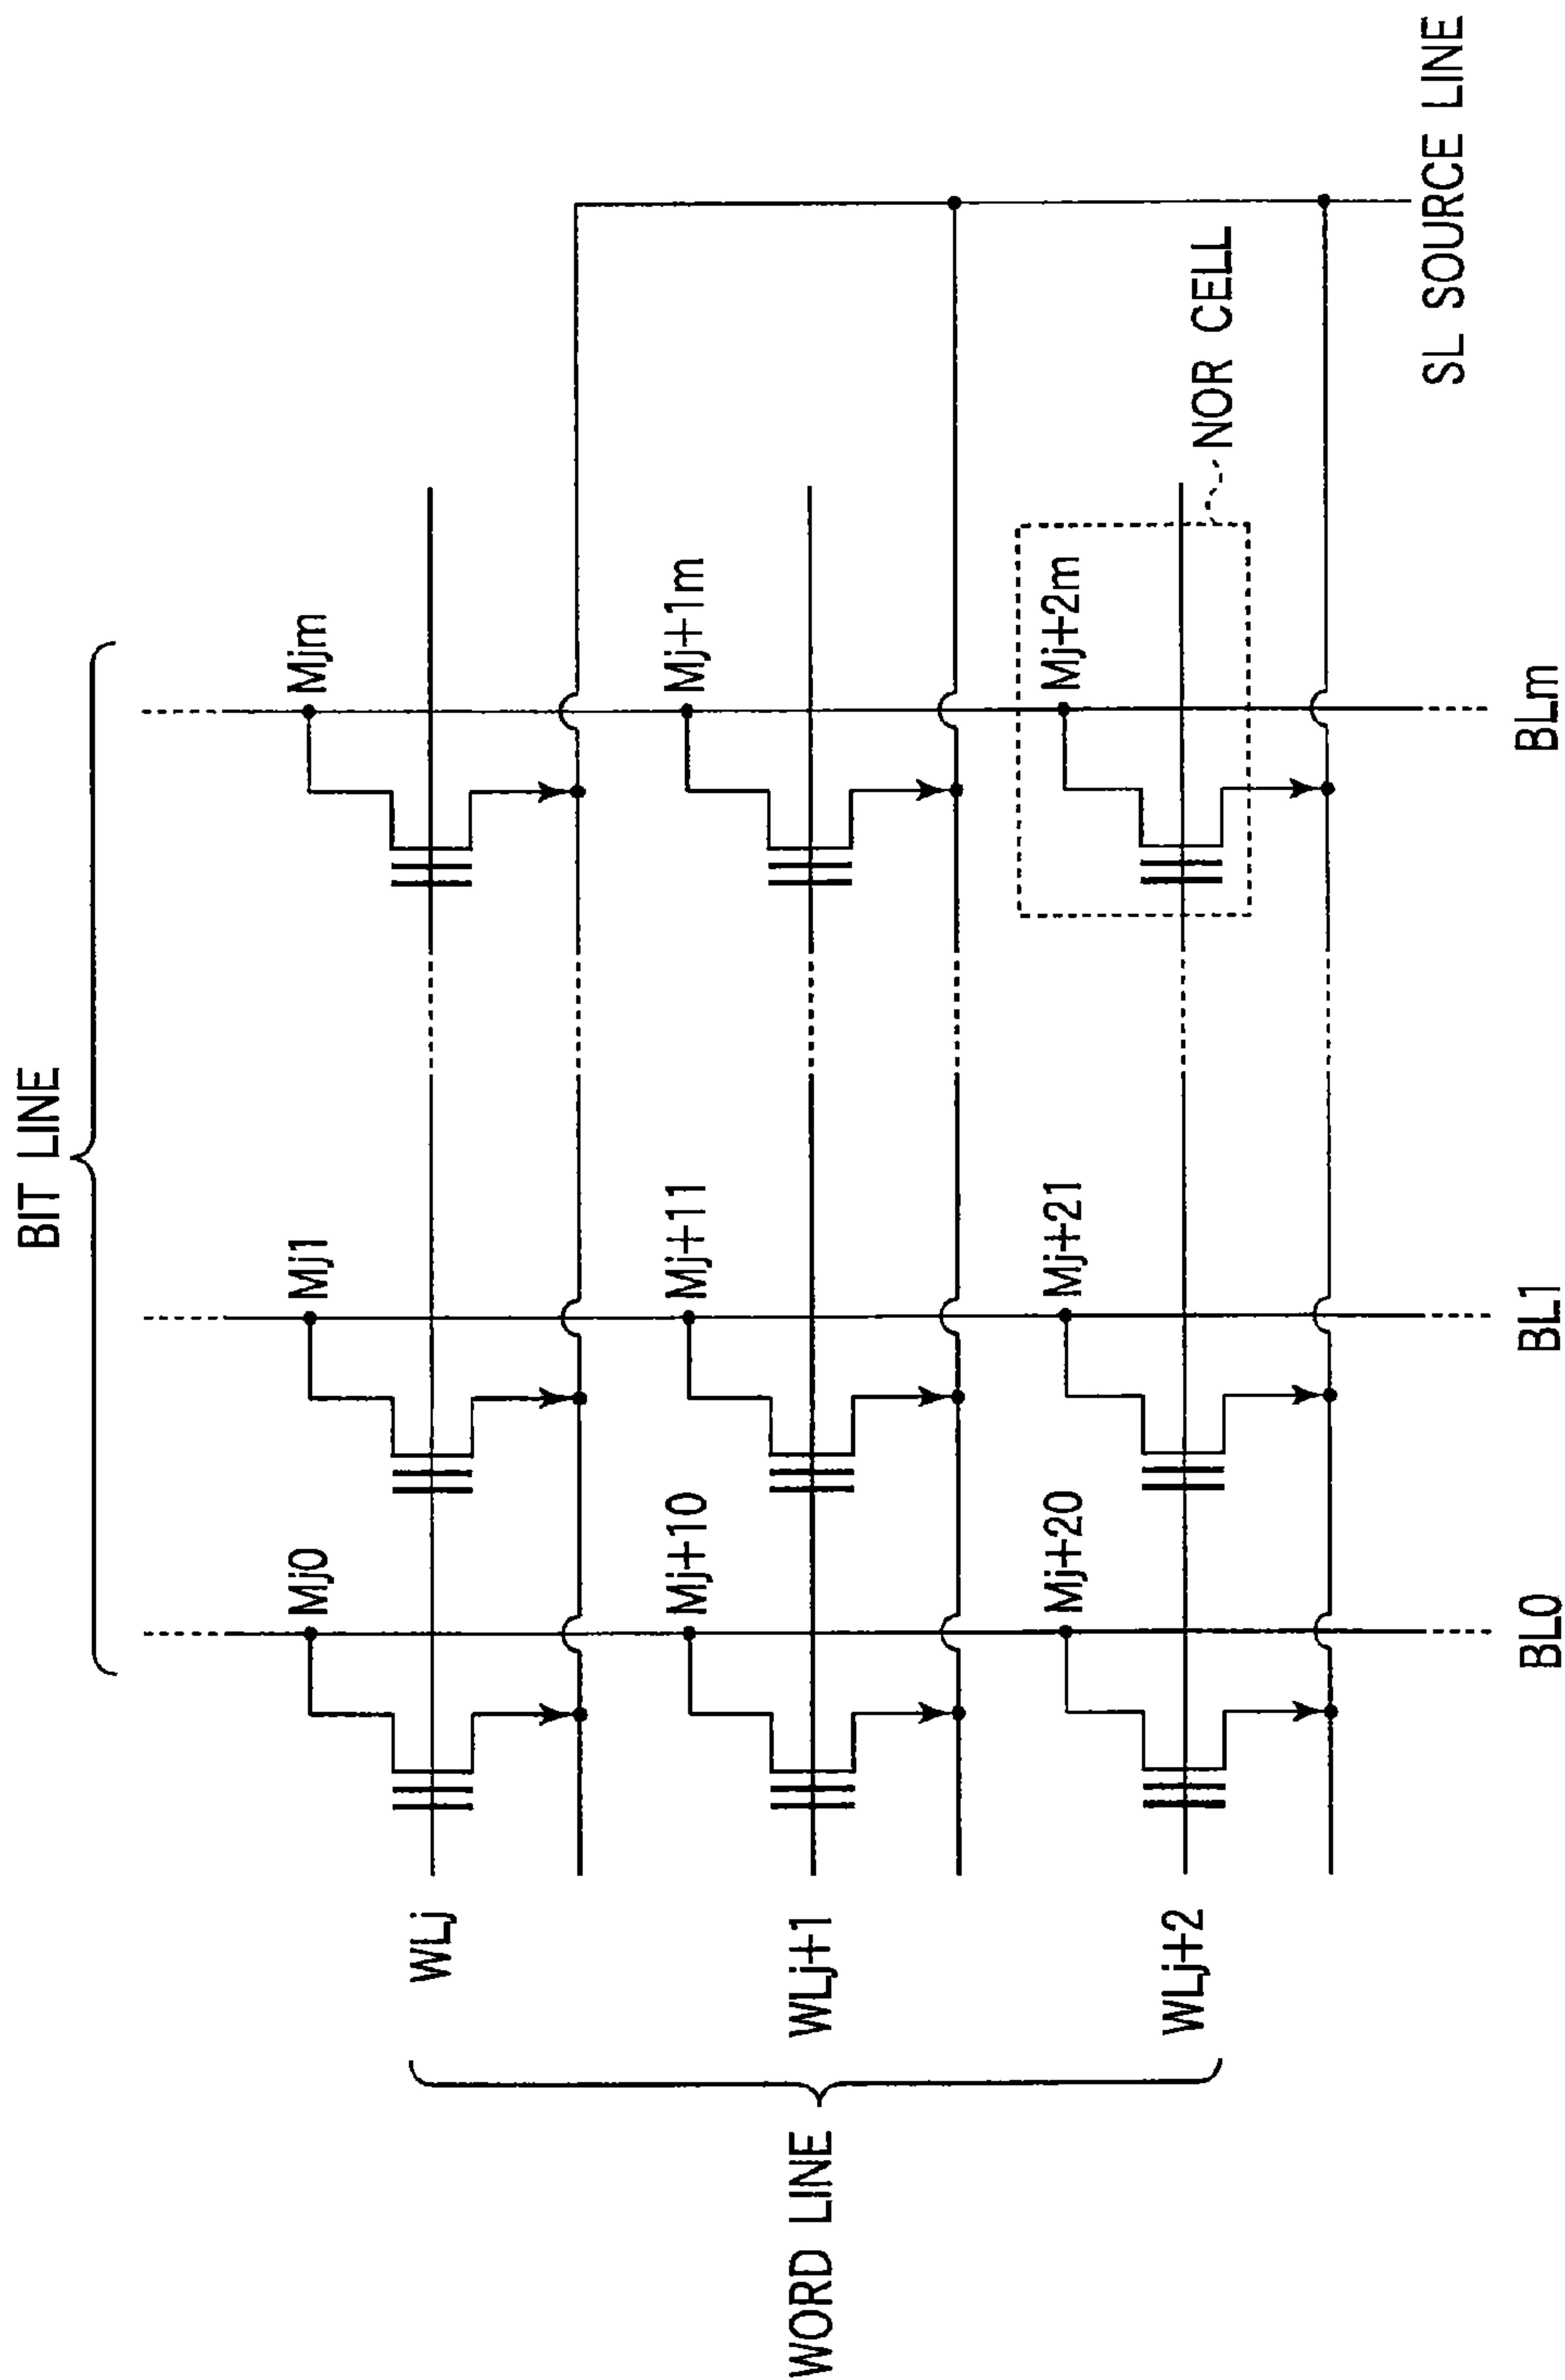 BIT LINE
Mj0
Mj1
Mjm
WLj
Mj+10
Mj+11
Mj+1m
WLj+1
WORD LINE
Mj+20
Mj+21
Mj+2m
WLj+2
NOR CELL
SL SOURCE LINE
BL0
BL1
BLm